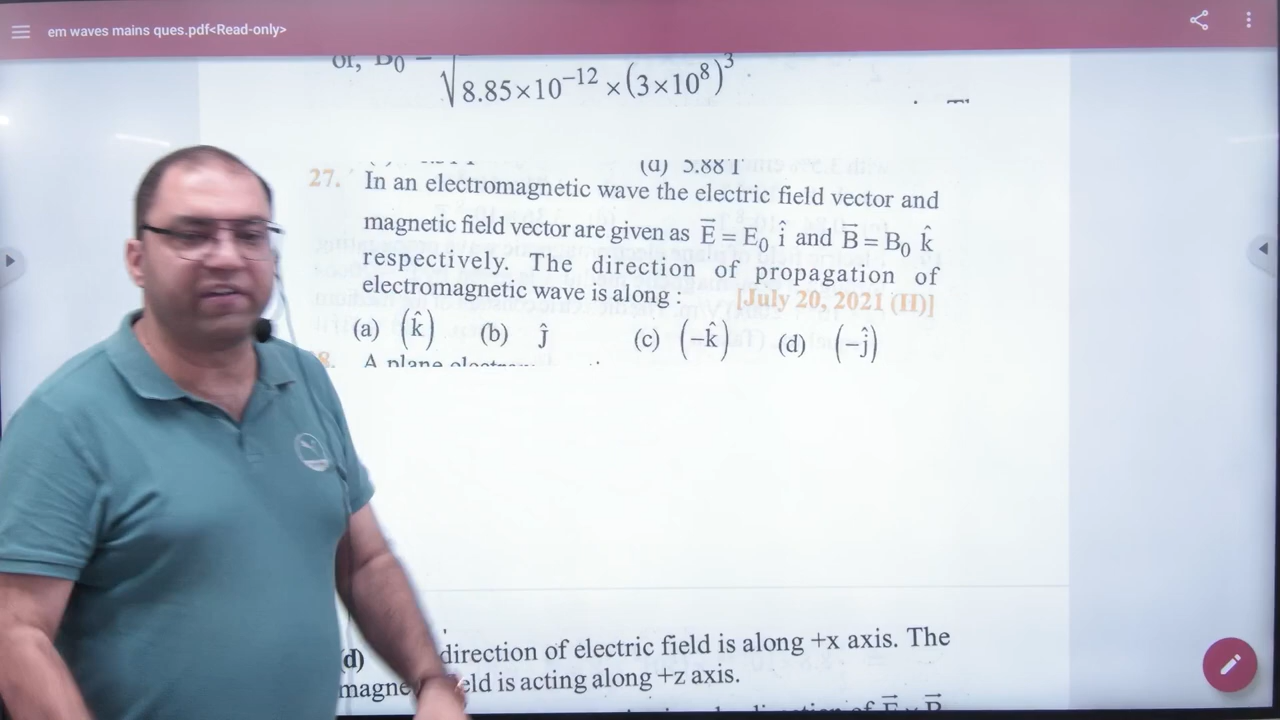 em waves mains ques.pdf<Read-only>
or, B₀ =
√8.85×10⁻¹² ×(3×10⁸)³ .
(d) 5.88 T
27. In an electromagnetic wave the electric field vector and
magnetic field vector are given as E⃗ = E₀ î and B⃗ = B₀ k̂
respectively. The direction of propagation of
electromagnetic wave is along : [July 20, 2021 (II)]
(a) (k̂) (b) ĵ (c) (−k̂) (d) (−ĵ)
8. A plane
(d) direction of electric field is along +x axis. The
is acting along +z axis.